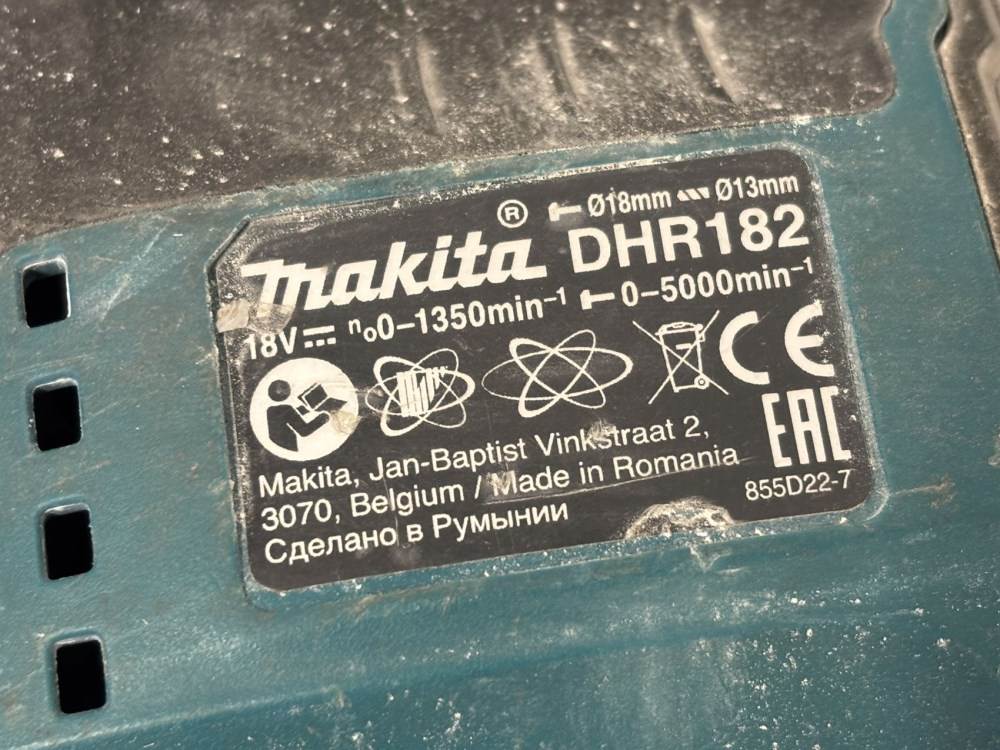 Ø18mm Ø13mm
makita® DHR182
18V⎓ n₀0–1350min⁻¹ 0–5000min⁻¹
CE
EAC
Makita, Jan-Baptist Vinkstraat 2,
3070, Belgium / Made in Romania
Сделано в Румынии
855D22-7